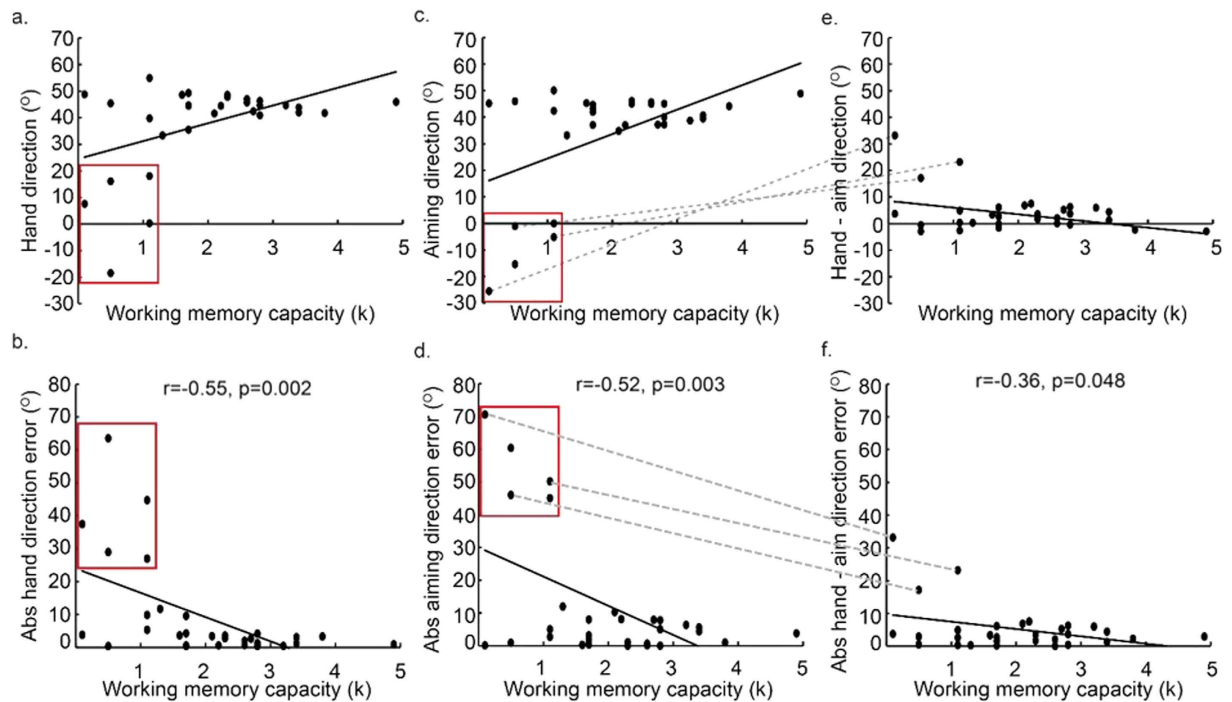 a.
Hand direction (°)
70
60
50
40
30
20
10
0
-10
-20
-30
1 2 3 4 5
Working memory capacity (k)
c.
Aiming direction (°)
70
60
50
40
30
20
10
0
-10
-20
-30
1 2 3 4 5
Working memory capacity (k)
e.
Hand - aim direction (°)
70
60
50
40
30
20
10
0
-10
-20
-30
1 2 3 4 5
Working memory capacity (k)
b.
r=-0.55, p=0.002
Abs hand direction error (°)
80
70
60
50
40
30
20
10
0
1 2 3 4 5
Working memory capacity (k)
d.
r=-0.52, p=0.003
Abs aiming direction error (°)
80
70
60
50
40
30
20
10
0
1 2 3 4 5
Working memory capacity (k)
f.
r=-0.36, p=0.048
Abs hand - aim direction error (°)
80
70
60
50
40
30
20
10
0
1 2 3 4 5
Working memory capacity (k)